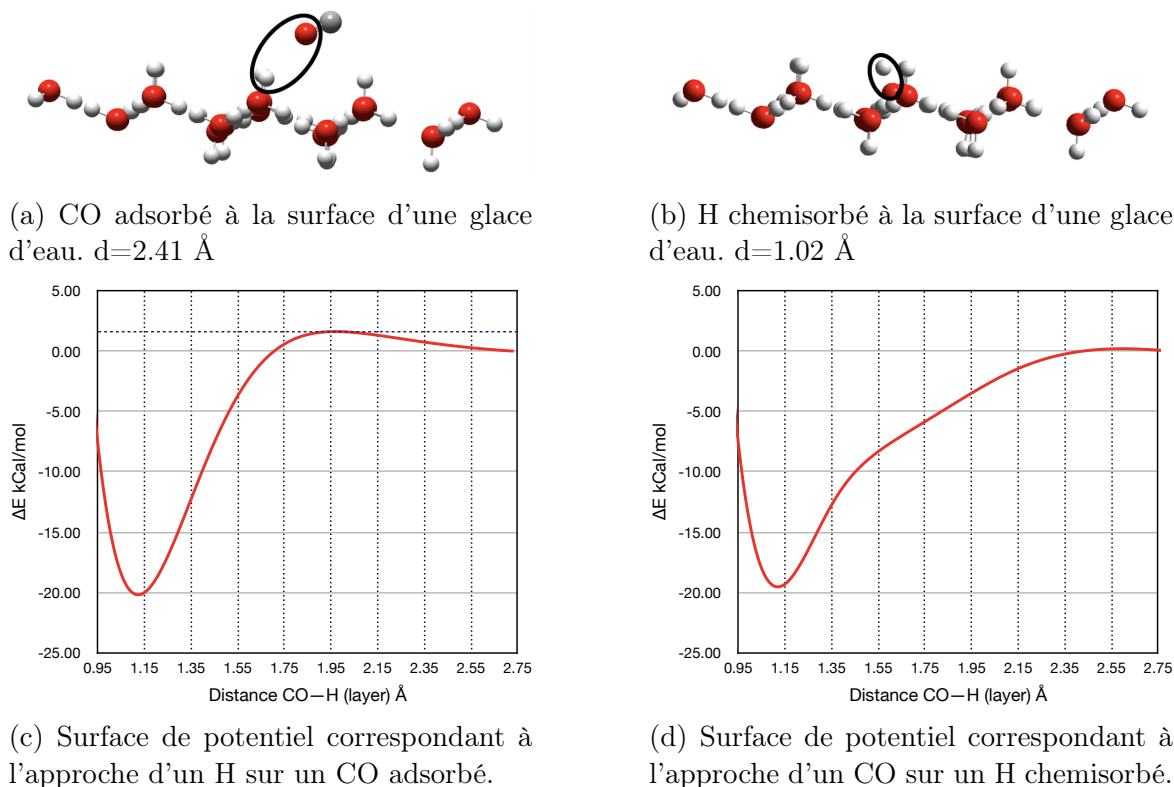 (a) CO adsorbé à la surface d'une glace
d'eau. d=2.41 Å
(b) H chemisorbé à la surface d'une glace
d'eau. d=1.02 Å
5.00
0.00
-5.00
-10.00
-15.00
-20.00
-25.00
ΔE kCal/mol
0.95 1.15 1.35 1.55 1.75 1.95 2.15 2.35 2.55 2.75
Distance CO—H (layer) Å
5.00
0.00
-5.00
-10.00
-15.00
-20.00
-25.00
ΔE kCal/mol
0.95 1.15 1.35 1.55 1.75 1.95 2.15 2.35 2.55 2.75
Distance CO—H (layer) Å
(c) Surface de potentiel correspondant à
l'approche d'un H sur un CO adsorbé.
(d) Surface de potentiel correspondant à
l'approche d'un CO sur un H chemisorbé.